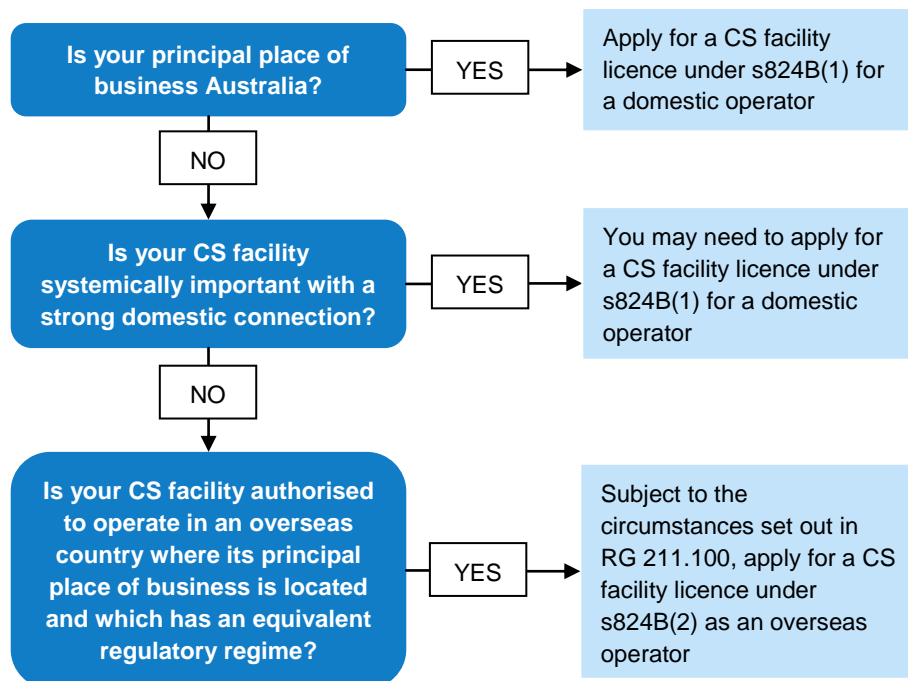 Is your principal place of
business Australia?
YES
Apply for a CS facility
licence under s824B(1) for
a domestic operator
NO
Is your CS facility
systemically important with a
strong domestic connection?
YES
You may need to apply for
a CS facility licence under
s824B(1) for a domestic
operator
NO
Is your CS facility authorised
to operate in an overseas
country where its principal
place of business is located
and which has an equivalent
regulatory regime?
YES
Subject to the
circumstances set out in
RG 211.100, apply for a CS
facility licence under
s824B(2) as an overseas
operator